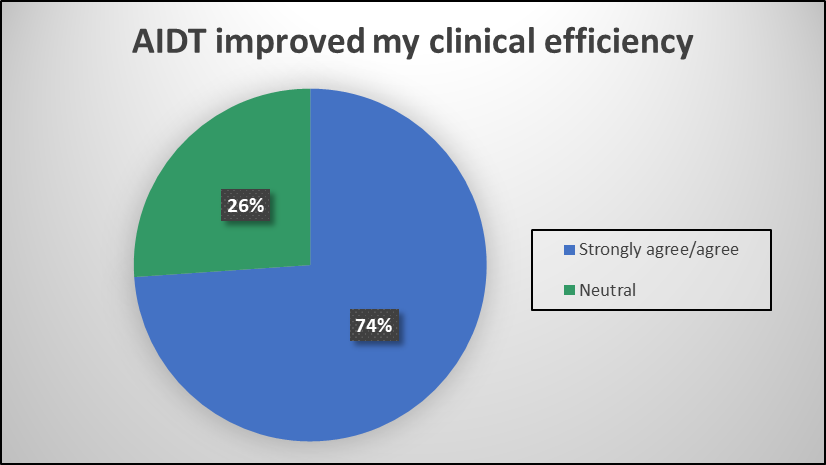 AIDT improved my clinical efficiency
26%
74%
Strongly agree/agree
Neutral